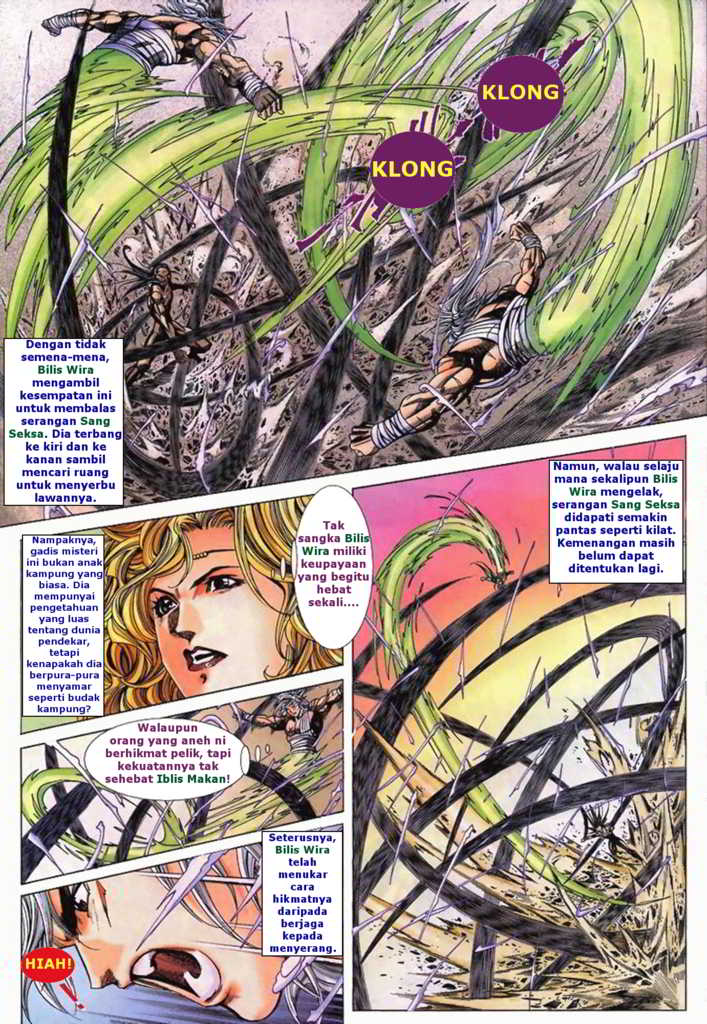 KLONG
KLONG
Dengan tidak
semena-mena,
Bilis Wira
mengambil
kesempatan ini
untuk membalas
serangan Sang
Seksa. Dia terbang
ke kiri dan ke
kanan sambil
mencari ruang
untuk menyerbu
lawannya.
Namun, walau selaju
mana sekalipun Bilis
Wira mengelak,
serangan Sang Seksa
didapati semakin
pantas seperti kilat.
Kemenangan masih
belum dapat
ditentukan lagi.
Tak
sangka Bilis
Wira miliki
keupayaan
yang begitu
hebat
sekali....
Nampaknya,
gadis misteri
ini bukan anak
kampung yang
biasa. Dia
mempunyai
pengetahuan
yang luas
tentang dunia
pendekar,
tetapi
kenapakah dia
berpura-pura
menyamar
seperti budak
kampung?
Walaupun
orang yang aneh ni
berhikmat pelik, tapi
kekuatannya tak
sehebat Iblis Makan!
Seterusnya,
Bilis Wira
telah
menukar
cara
hikmatnya
daripada
berjaga
kepada
menyerang.
HIAH!